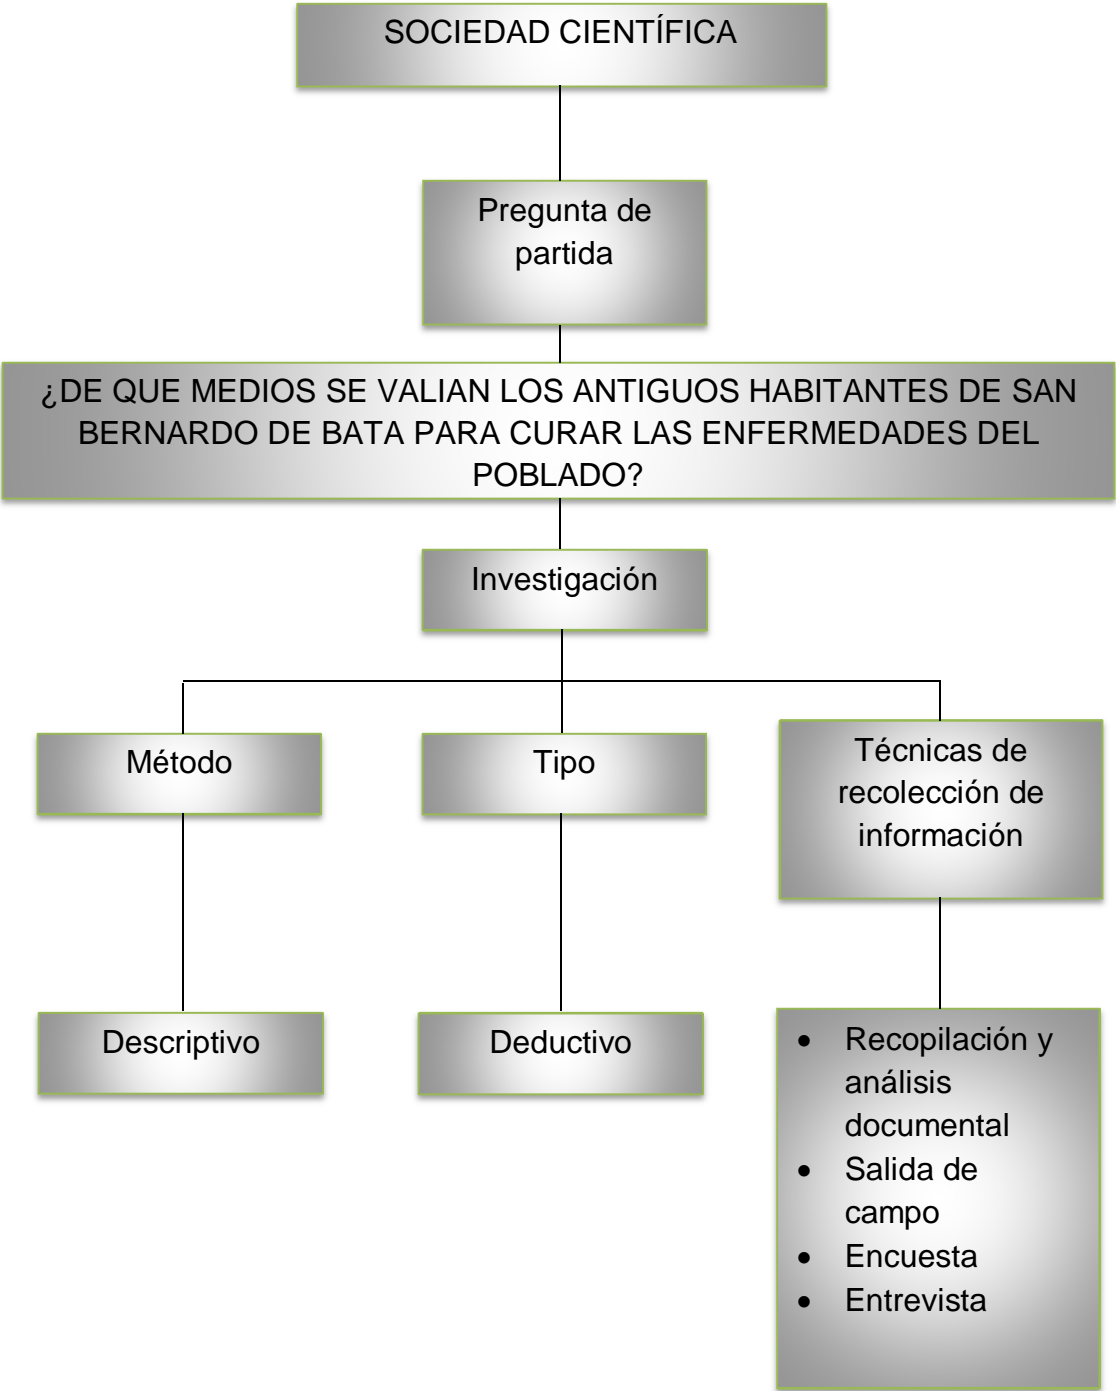 SOCIEDAD CIENTÍFICA
Pregunta de
partida
¿DE QUE MEDIOS SE VALIAN LOS ANTIGUOS HABITANTES DE SAN
BERNARDO DE BATA PARA CURAR LAS ENFERMEDADES DEL
POBLADO?
Investigación
Método
Tipo
Técnicas de
recolección de
información
Descriptivo
Deductivo
• Recopilación y
análisis
documental
• Salida de
campo
• Encuesta
• Entrevista